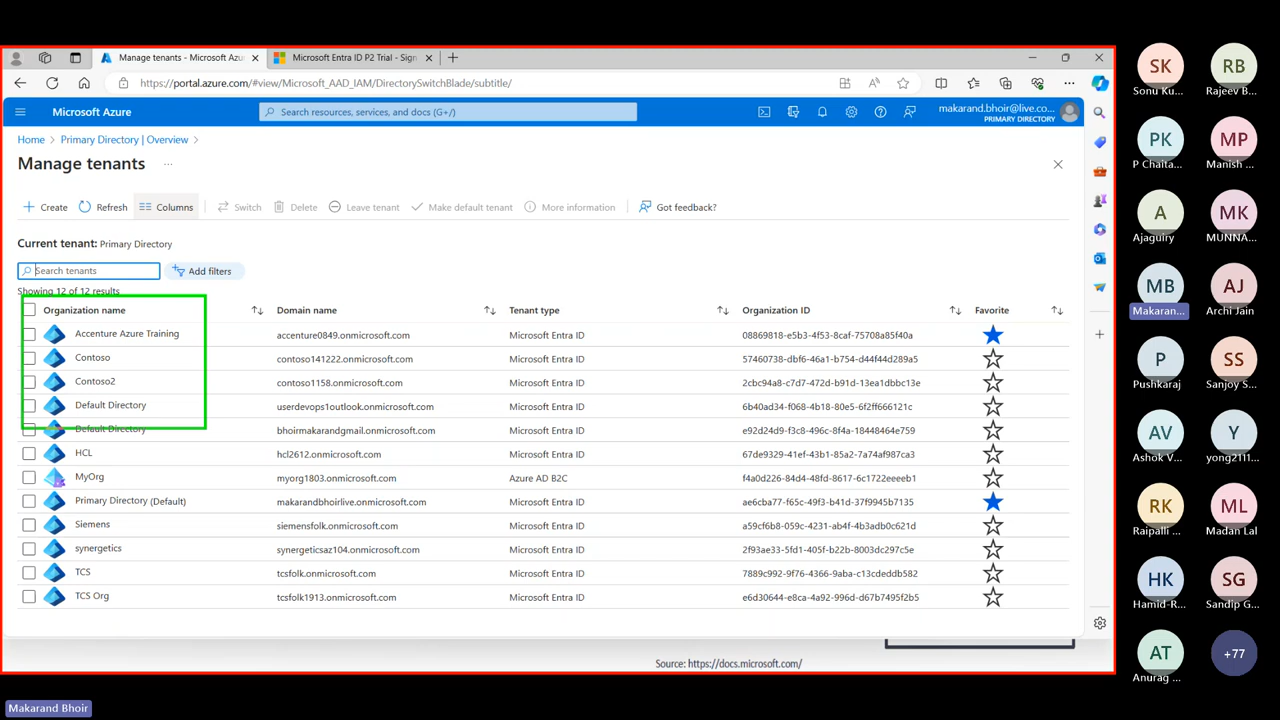 Manage tenants - Microsoft Azu
Microsoft Entra ID P2 Trial - Sign
https://portal.azure.com/#view/Microsoft_AAD_IAM/DirectorySwitchBlade/subtitle/
Microsoft Azure
Search resources, services, and docs (G+/)
makarand.bhoir@live.co...
PRIMARY DIRECTORY
Home > Primary Directory | Overview >
Manage tenants ...
Create Refresh Columns Switch Delete Leave tenant Make default tenant More information Got feedback?
Current tenant: Primary Directory
Search tenants Add filters
Showing 12 of 12 results
Organization name Domain name Tenant type Organization ID Favorite
Accenture Azure Training accenture0849.onmicrosoft.com Microsoft Entra ID 08869818-e5b3-4f53-8caf-75708a85f40a
Contoso contoso141222.onmicrosoft.com Microsoft Entra ID 57460738-dbf6-46a1-b754-d44f44d289a5
Contoso2 contoso1158.onmicrosoft.com Microsoft Entra ID 2cbc94a8-c7d7-472d-b91d-13ea1dbbc13e
Default Directory userdevops1outlook.onmicrosoft.com Microsoft Entra ID 6b40ad34-f068-4b18-80e5-6f2ff666121c
Default Directory bhoirmakarandgmail.onmicrosoft.com Microsoft Entra ID e92d24d9-f3c8-496c-8f4a-18448464e759
HCL hcl2612.onmicrosoft.com Microsoft Entra ID 67de9329-41ef-43b1-85a2-7a74af987ca3
MyOrg myorg1803.onmicrosoft.com Azure AD B2C f4a0d226-84d4-48fd-8617-6c1722eeeeb1
Primary Directory (Default) makarandbhoirlive.onmicrosoft.com Microsoft Entra ID ae6cba77-f65c-49f3-b41d-37f9945b7135
Siemens siemensfolk.onmicrosoft.com Microsoft Entra ID a59cf6b8-059c-4231-ab4f-4b3adb0c621d
synergetics synergeticsaz104.onmicrosoft.com Microsoft Entra ID 2f93ae33-5fd1-405f-b22b-8003dc297c5e
TCS tcsfolk.onmicrosoft.com Microsoft Entra ID 7889c992-9f76-4366-9aba-c13cdeddb582
TCS Org tcsfolk1913.onmicrosoft.com Microsoft Entra ID e6d30644-e8ca-4a92-996d-d67b7495f2b5
Source: https://docs.microsoft.com/
Makarand Bhoir
SK RB
Sonu Ku... Rajeev B...
PK MP
P Chaita... Manish ...
A MK
Ajaguiry MUNNA...
MB AJ
Makaran... Archi Jain
P SS
Pushkaraj Sanjoy S...
AV Y
Ashok V... yong2111...
RK ML
Raipalli ... Madan Lal
HK SG
Hamid-R... Sandip G...
AT +77
Anurag ...